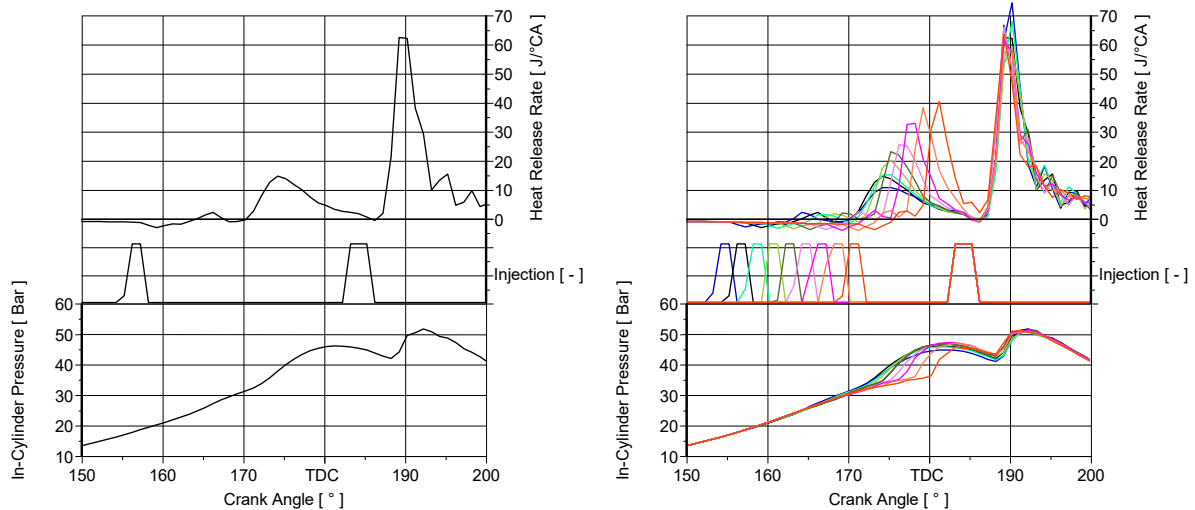 70
60
50
40
30
20
10
0
Heat Release Rate [ J/°CA ]
Injection [ - ]
In-Cylinder Pressure [ Bar ]
60
50
40
30
20
10
150 160 170 TDC 190 200
Crank Angle [ ° ]
70
60
50
40
30
20
10
0
Heat Release Rate [ J/°CA ]
Injection [ - ]
In-Cylinder Pressure [ Bar ]
60
50
40
30
20
10
150 160 170 TDC 190 200
Crank Angle [ ° ]